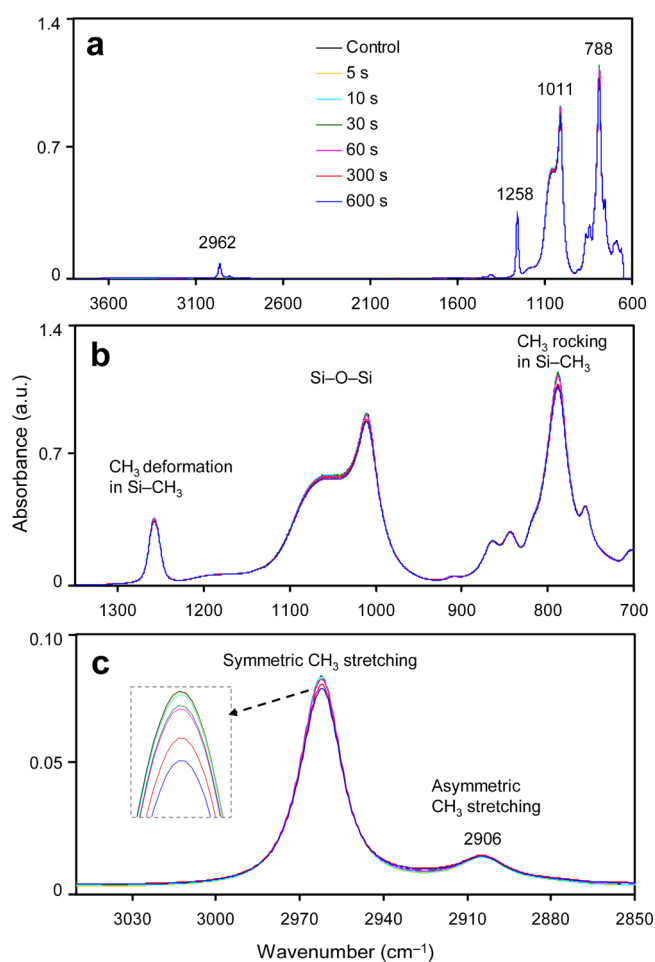 1.4
a
Control
5 s
10 s
30 s
60 s
300 s
600 s
788
1011
0.7
1258
2962
0
3600
3100
2600
2100
1600
1100
600
1.4
b
CH3 rocking
in Si–CH3
Si–O–Si
0.7
CH3 deformation
in Si–CH3
0
1300
1200
1100
1000
900
800
700
Absorbance (a.u.)
0.10
c
Symmetric CH3 stretching
0.05
Asymmetric
CH3 stretching
2906
0
3030
3000
2970
2940
2910
2880
2850
Wavenumber (cm–1)